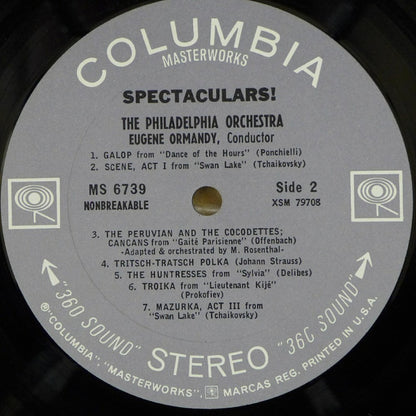 COLUMBIA
MASTERWORKS
SPECTACULARS!
THE PHILADELPHIA ORCHESTRA
EUGENE ORMANDY, Conductor
1. GALOP from "Dance of the Hours" (Ponchielli)
2. SCENE, ACT I from "Swan Lake" (Tchaikovsky)
MS 6739
NONBREAKABLE
Side 2
XSM 79708
3. THE PERUVIAN AND THE COCODETTES;
CANCANS from "Gaité Parisienne" (Offenbach)
-Adapted & orchestrated by M. Rosenthal-
4. TRITSCH-TRATSCH POLKA (Johann Strauss)
5. THE HUNTRESSES from "Sylvia" (Delibes)
6. TROIKA from "Lieutenant Kijé"
(Prokofiev)
7. MAZURKA, ACT III from
"Swan Lake" (Tchaikovsky)
"360 SOUND" STEREO "360 SOUND"
℗"COLUMBIA", "MASTERWORKS", MARCAS REG. PRINTED IN U.S.A.